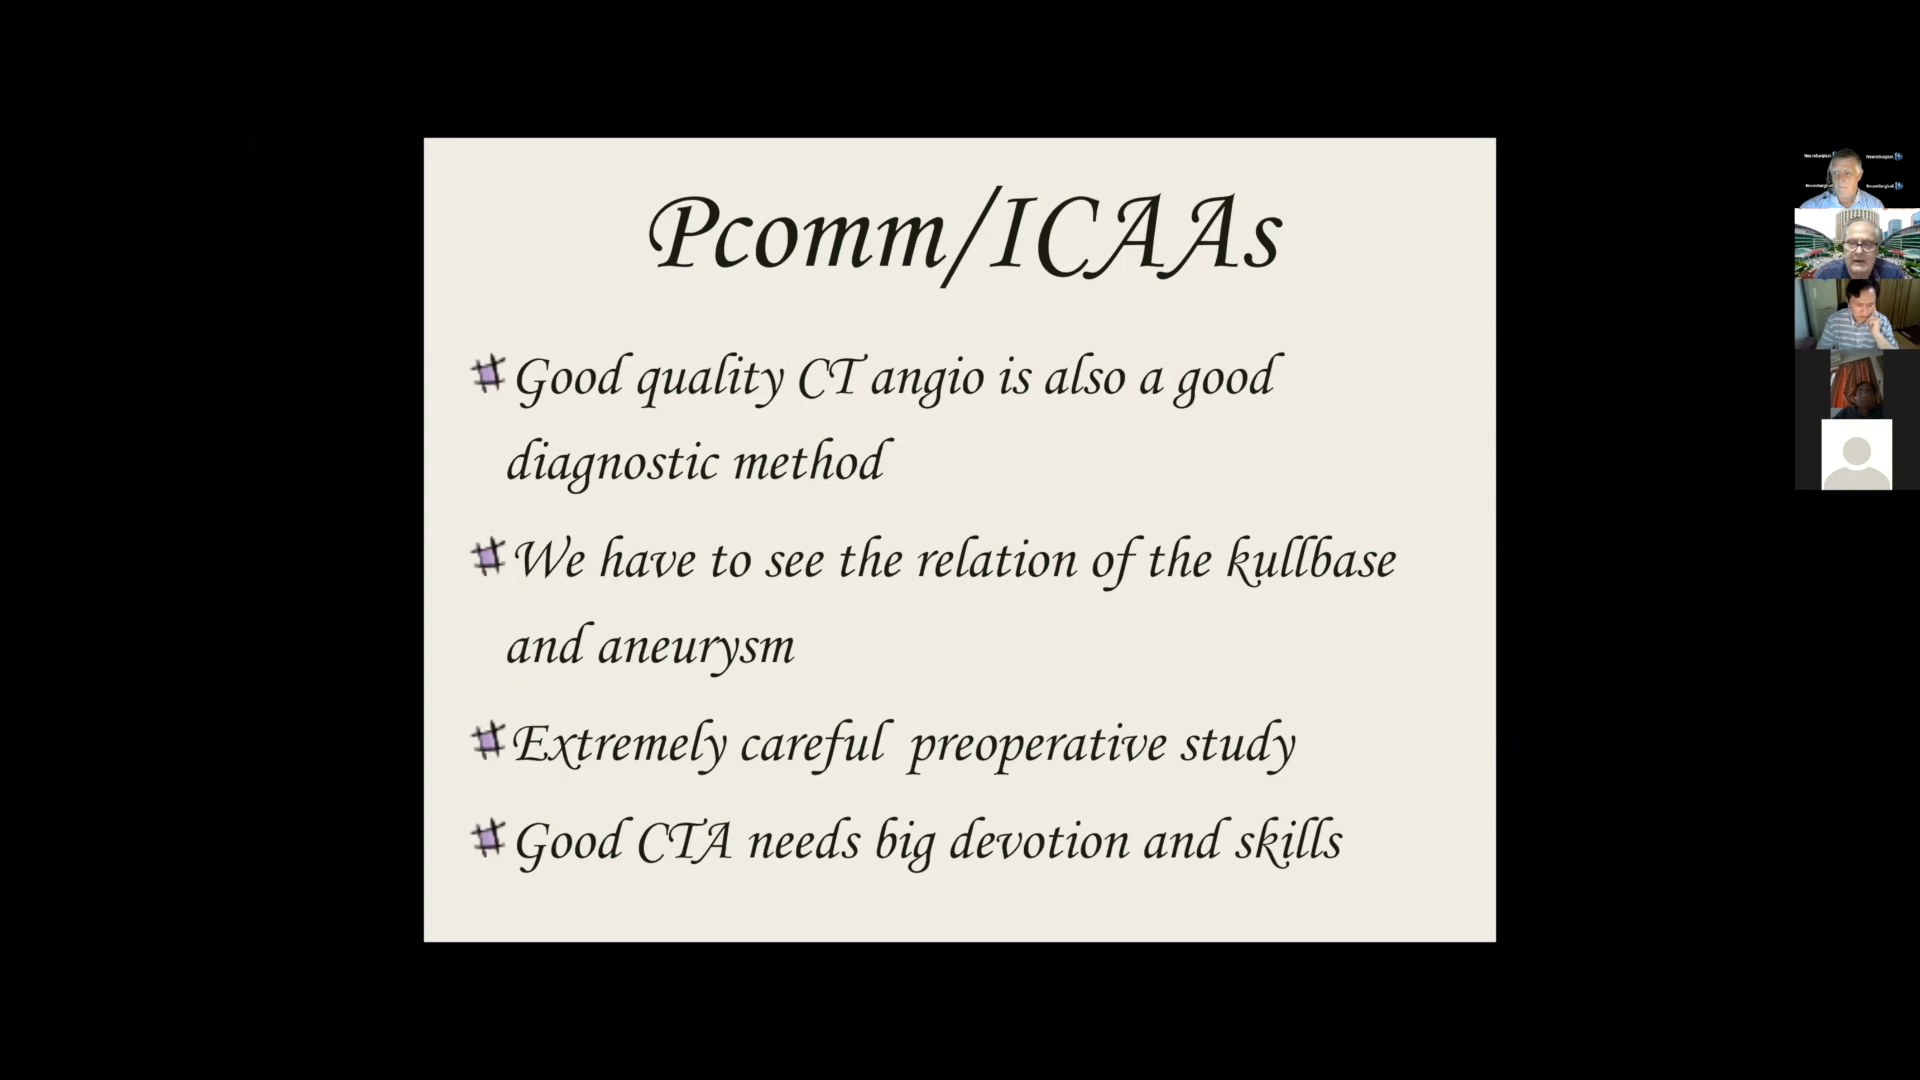 Pcomm/ICAAs
Good quality CT angio is also a good
diagnostic method
We have to see the relation of the kullbase
and aneurysm
Extremely careful preoperative study
Good CTA needs big devotion and skills